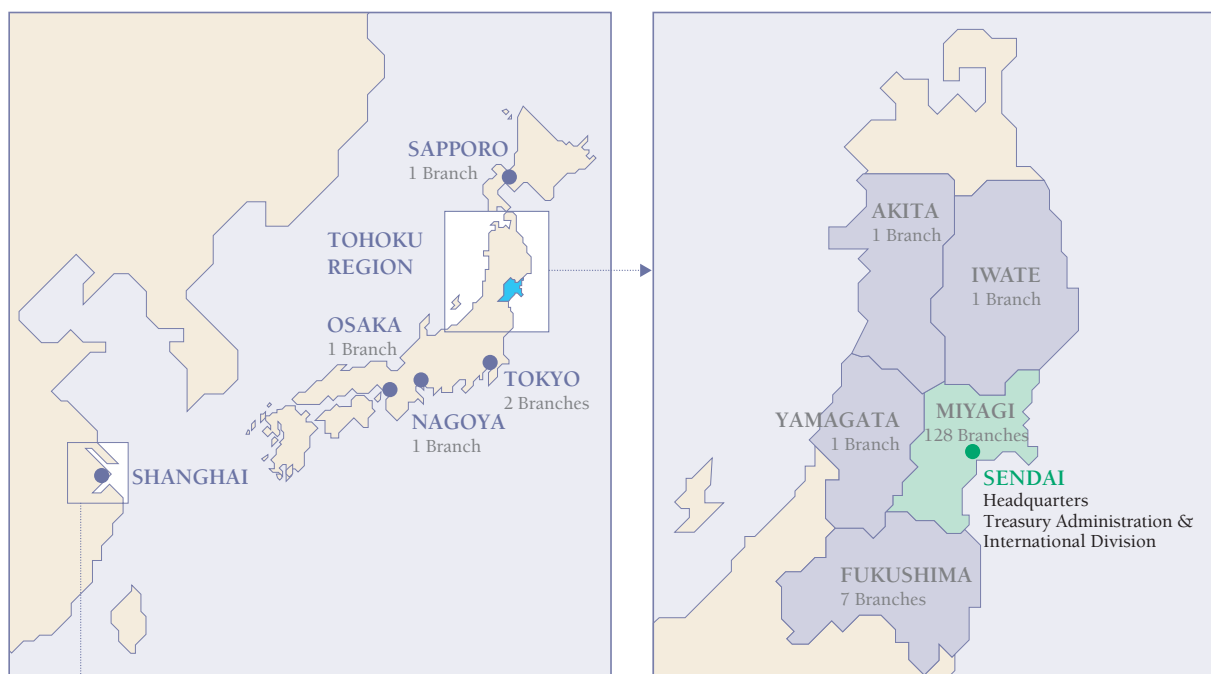 SAPPORO
1 Branch
TOHOKU
REGION
OSAKA
1 Branch
TOKYO
2 Branches
NAGOYA
1 Branch
SHANGHAI
AKITA
1 Branch
IWATE
1 Branch
YAMAGATA
1 Branch
MIYAGI
128 Branches
SENDAI
Headquarters
Treasury Administration &
International Division
FUKUSHIMA
7 Branches